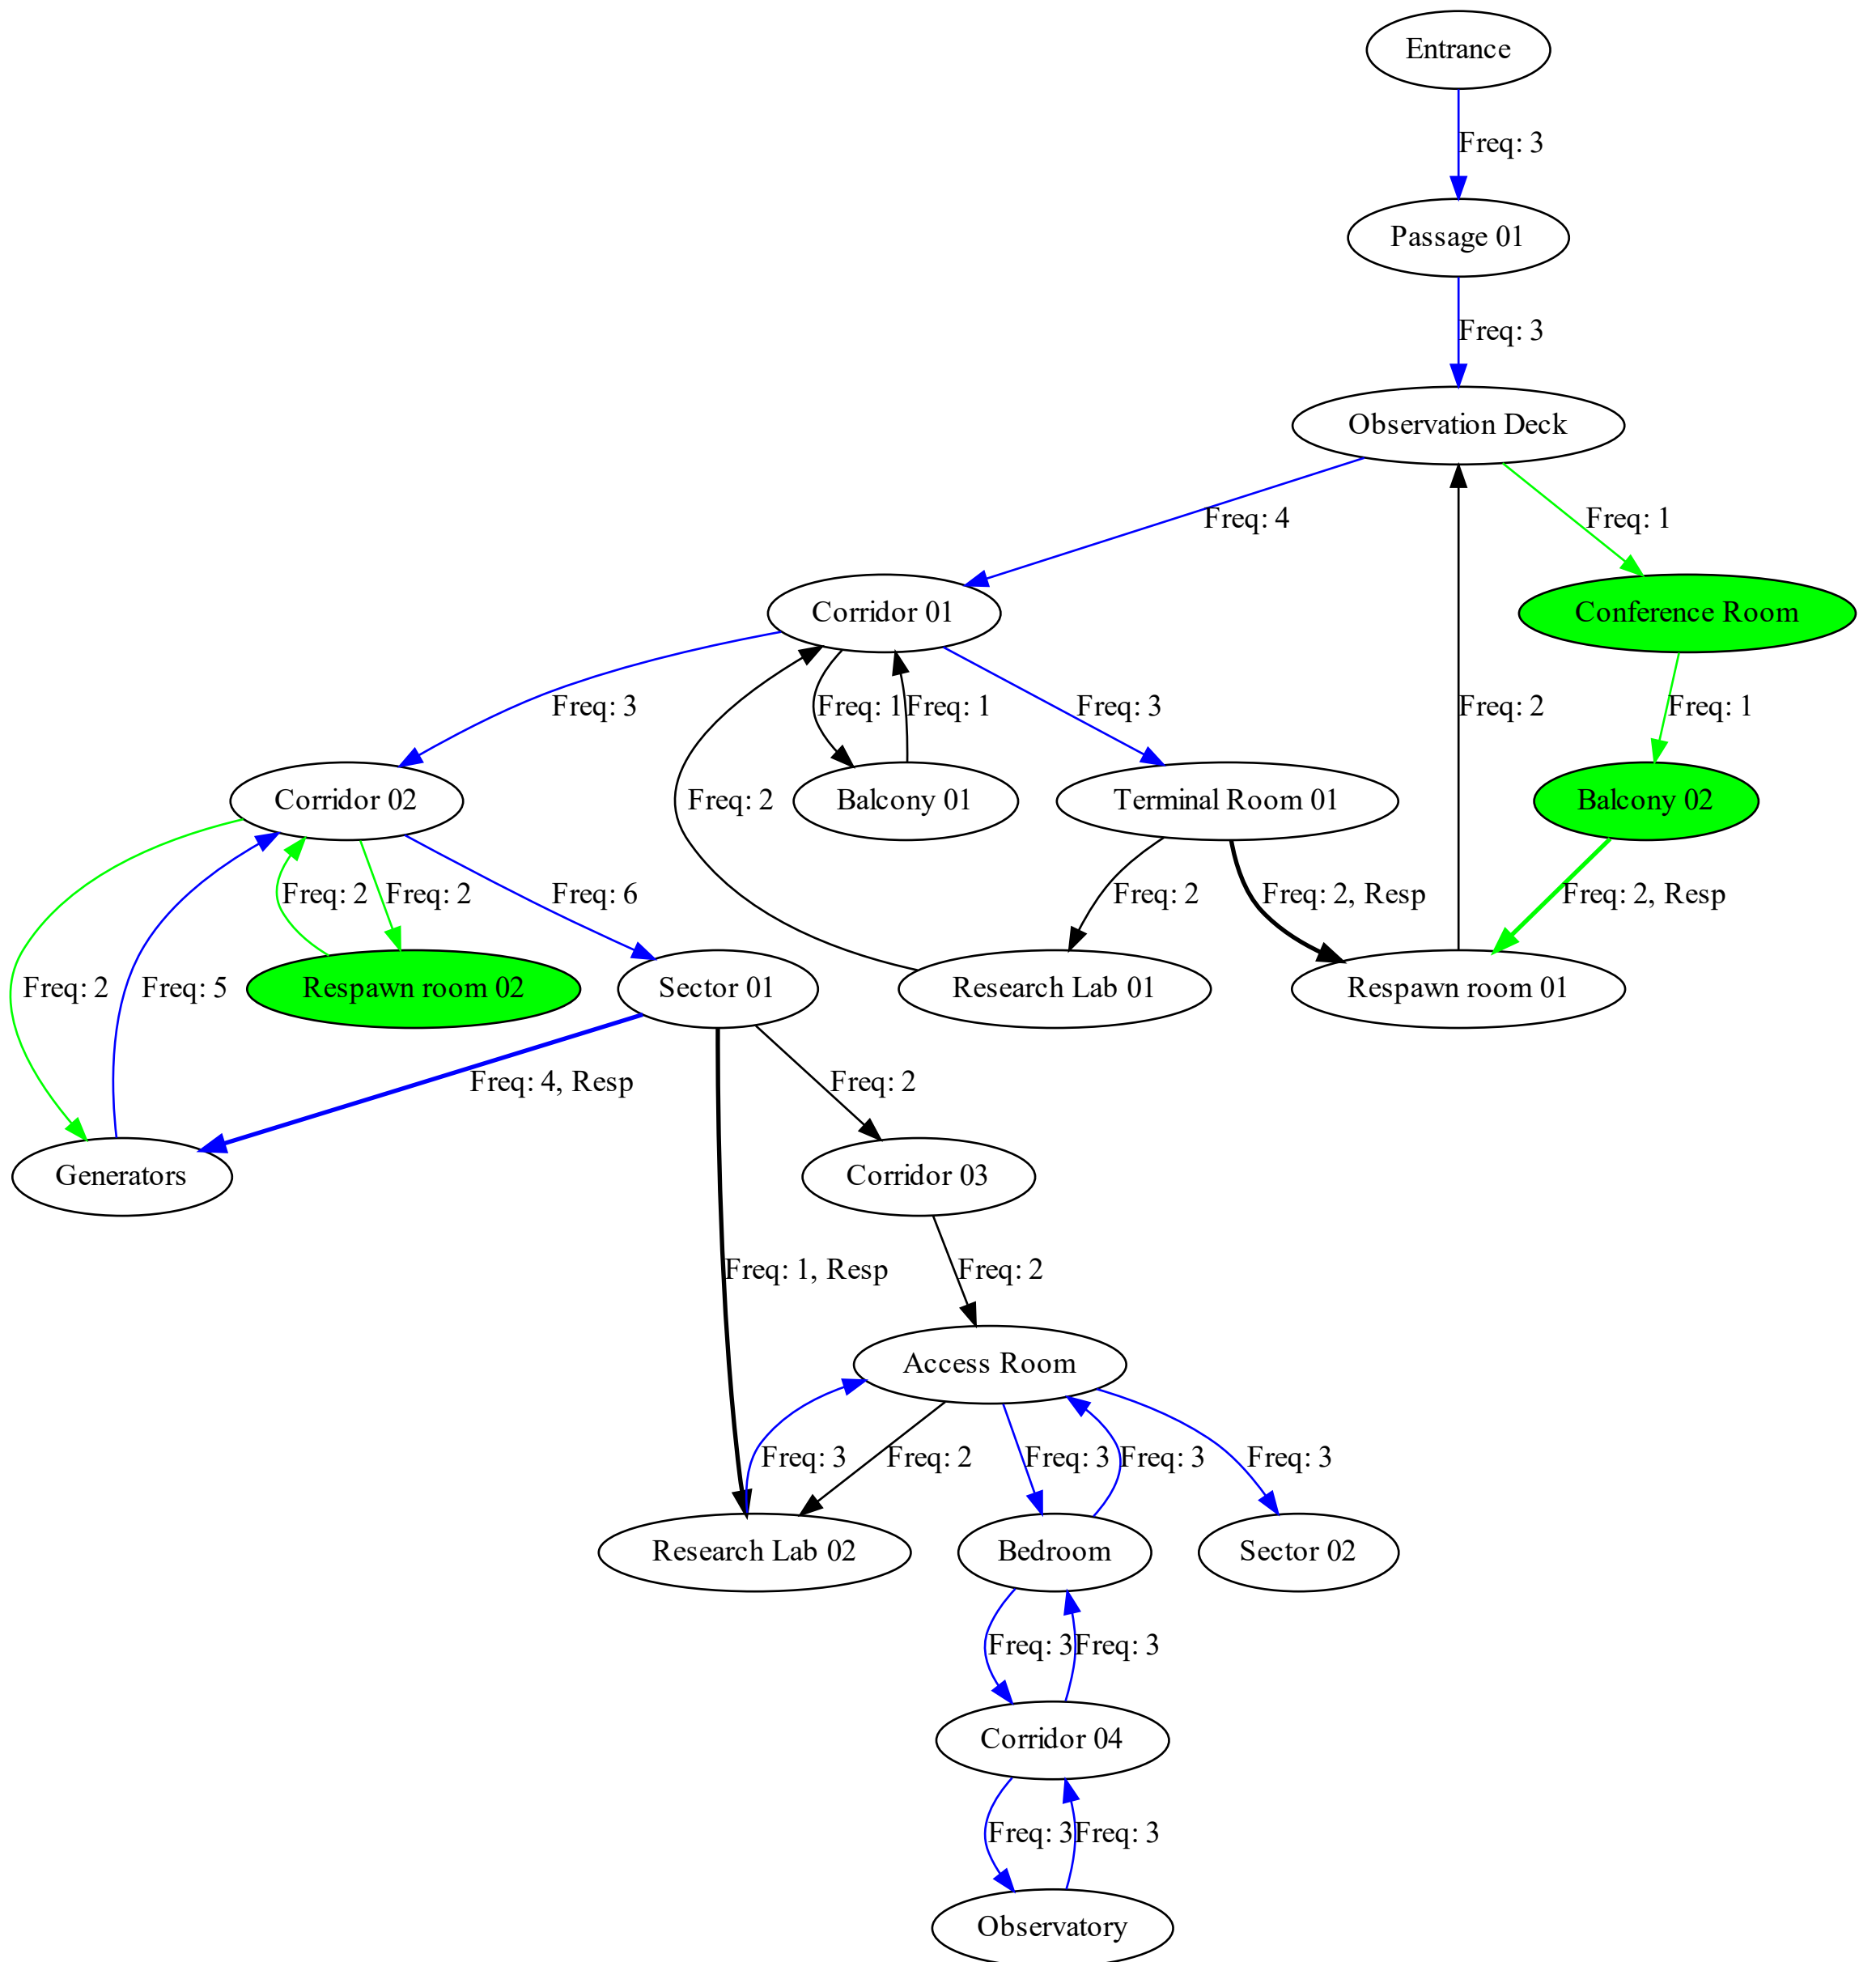 Entrance
Freq: 3
Passage 01
Freq: 3
Observation Deck
Freq: 4
Freq: 1
Corridor 01
Conference Room
Freq: 3
Freq: 2
Freq: 1
Freq: 1
Freq: 3
Freq: 2
Freq: 1
Corridor 02
Balcony 01
Terminal Room 01
Balcony 02
Freq: 2
Freq: 2
Freq: 6
Freq: 2
Freq: 2, Resp
Freq: 2, Resp
Freq: 2
Freq: 5
Respawn room 02
Sector 01
Research Lab 01
Respawn room 01
Freq: 4, Resp
Freq: 2
Generators
Corridor 03
Freq: 1, Resp
Freq: 2
Access Room
Freq: 3
Freq: 2
Freq: 3
Freq: 3
Freq: 3
Research Lab 02
Bedroom
Sector 02
Freq: 3
Freq: 3
Corridor 04
Freq: 3
Freq: 3
Observatory